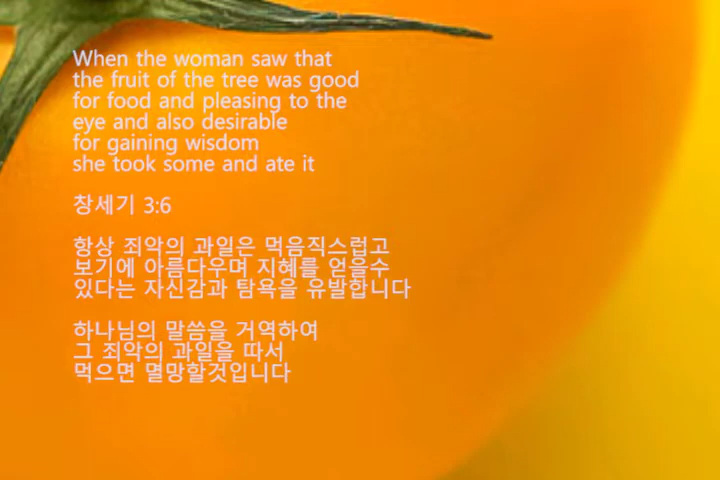 When the woman saw that
the fruit of the tree was good
for food and pleasing to the
eye and also desirable
for gaining wisdom
she took some and ate it
창세기 3:6
항상 죄악의 과일은 먹음직스럽고
보기에 아름다우며 지혜를 얻을수
있다는 자신감과 탐욕을 유발합니다
하나님의 말씀을 거역하여
그 죄악의 과일을 따서
먹으면 멸망할것입니다